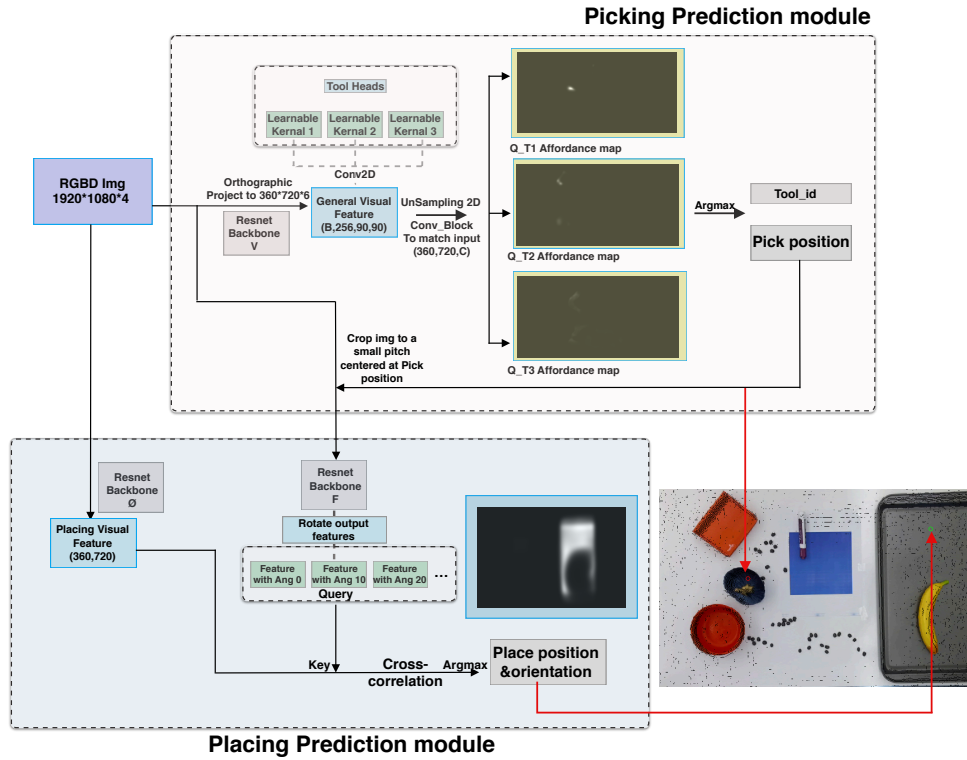 Picking Prediction module
Tool Heads
Learnable
Kernal 1
Learnable
Kernal 2
Learnable
Kernal 3
Conv2D
RGBD Img
1920*1080*4
Orthographic
Project to 360*720*6
Resnet
Backbone
V
General Visual
Feature
(B,256,90,90)
UnSampling 2D
Conv_Block
To match input
(360,720,C)
Q_T1 Affordance map
Q_T2 Affordance map
Q_T3 Affordance map
Argmax
Tool_id
Pick position
Crop img to a
small pitch
centered at Pick
position
Resnet
Backbone
Ø
Placing Visual
Feature
(360,720)
Resnet
Backbone
F
Rotate output
features
Feature
with Ang 0
Feature
with Ang 10
Feature
with Ang 20
...
Query
Key
Cross-
correlation
Argmax
Place position
&orientation
Placing Prediction module